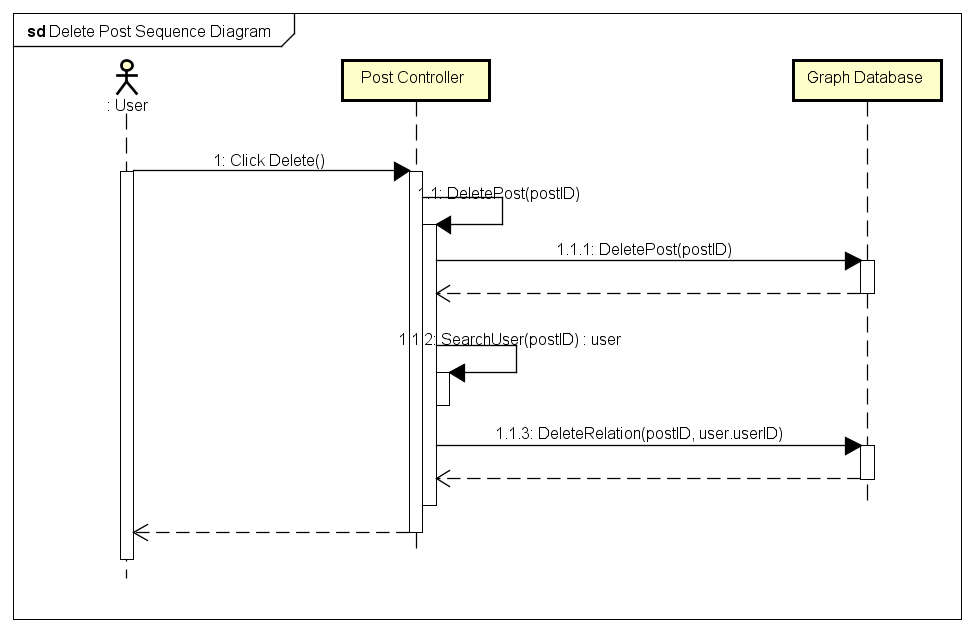 sd Delete Post Sequence Diagram
: User
Post Controller
Graph Database
1: Click Delete()
1.1: DeletePost(postID)
1.1.1: DeletePost(postID)
1.1.2: SearchUser(postID) : user
1.1.3: DeleteRelation(postID, user.userID)